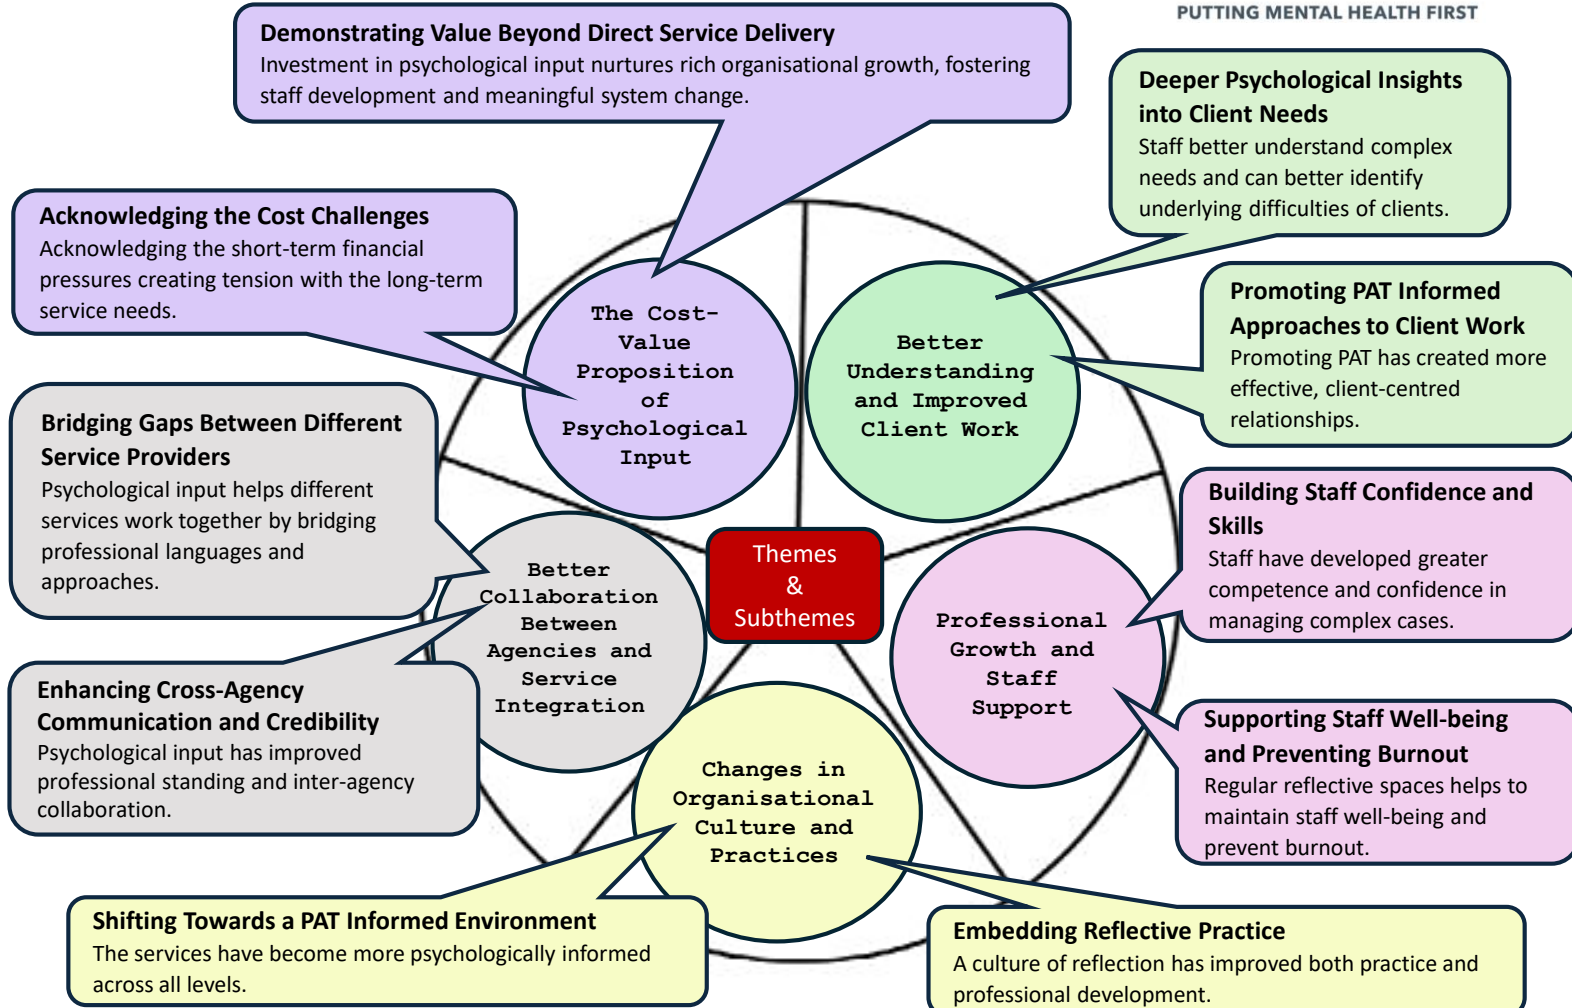 PUTTING MENTAL HEALTH FIRST
Demonstrating Value Beyond Direct Service Delivery
Investment in psychological input nurtures rich organisational growth, fostering
staff development and meaningful system change.
Deeper Psychological Insights
into Client Needs
Staff better understand complex
needs and can better identify
underlying difficulties of clients.
Acknowledging the Cost Challenges
Acknowledging the short-term financial
pressures creating tension with the long-term
service needs.
The Cost-
Value
Proposition
of
Psychological
Input
Better
Understanding
and Improved
Client Work
Promoting PAT Informed
Approaches to Client Work
Promoting PAT has created more
effective, client-centred
relationships.
Bridging Gaps Between Different
Service Providers
Psychological input helps different
services work together by bridging
professional languages and
approaches.
Better
Collaboration
Between
Agencies and
Service
Integration
Themes
&
Subthemes
Professional
Growth and
Staff
Support
Building Staff Confidence and
Skills
Staff have developed greater
competence and confidence in
managing complex cases.
Enhancing Cross-Agency
Communication and Credibility
Psychological input has improved
professional standing and inter-agency
collaboration.
Changes in
Organisational
Culture and
Practices
Supporting Staff Well-being
and Preventing Burnout
Regular reflective spaces helps to
maintain staff well-being and
prevent burnout.
Shifting Towards a PAT Informed Environment
The services have become more psychologically informed
across all levels.
Embedding Reflective Practice
A culture of reflection has improved both practice and
professional development.